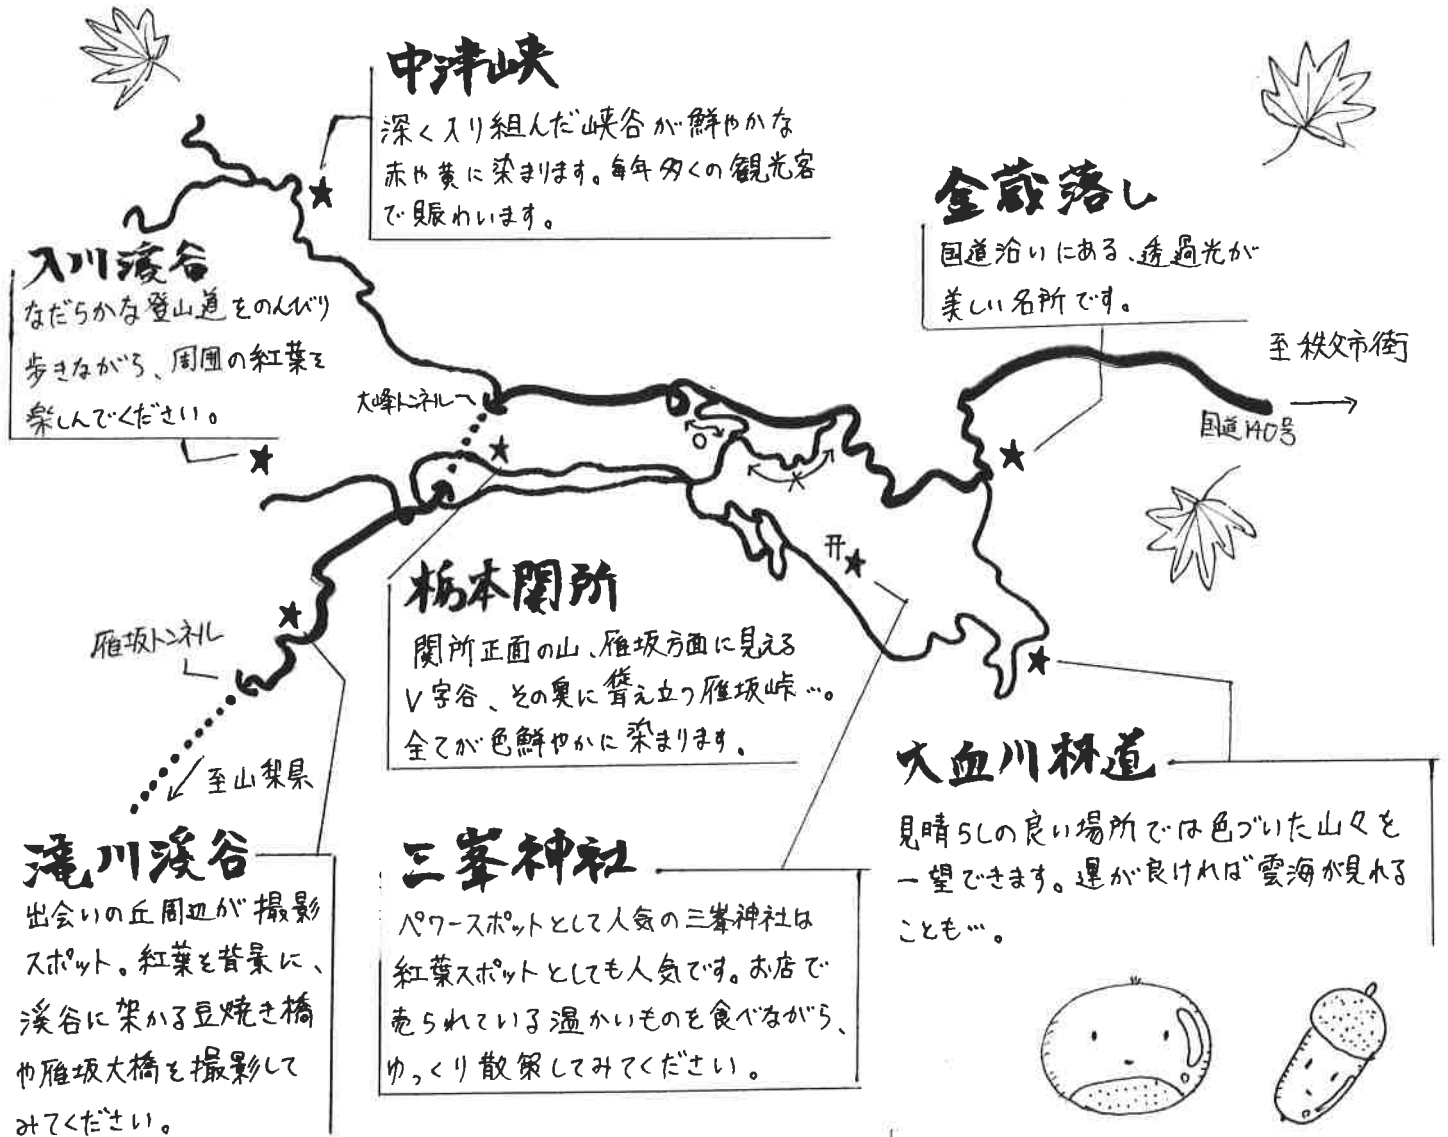 中津峡
深く入り組んだ峡谷が鮮やかな
赤や黄に染まります。毎年多くの観光客
で賑わいます。
金蔵落し
国道沿いにある、透過光が
美しい名所です。
入川渓谷
なだらかな登山道をのんびり
歩きながら、周囲の紅葉を
楽しんでください。
至秩父市街
国道140号
大峰トンネル
栃本関所
関所正面の山、雁坂方面に見える
V字谷、その奥に聳え立つ雁坂峠…。
全てが色鮮やかに染まります。
雁坂トンネル
至山梨県
大血川林道
見晴らしの良い場所では色づいた山々を
一望できます。運が良ければ雲海が見れる
ことも…。
滝川渓谷
出会いの丘周辺が撮影
スポット。紅葉を背景に、
渓谷に架かる豆焼き橋
や雁坂大橋を撮影して
みてください。
三峯神社
パワースポットとして人気の三峯神社は
紅葉スポットとしても人気です。お店で
売られている温かいものを食べながら、
ゆっくり散策してみてください。